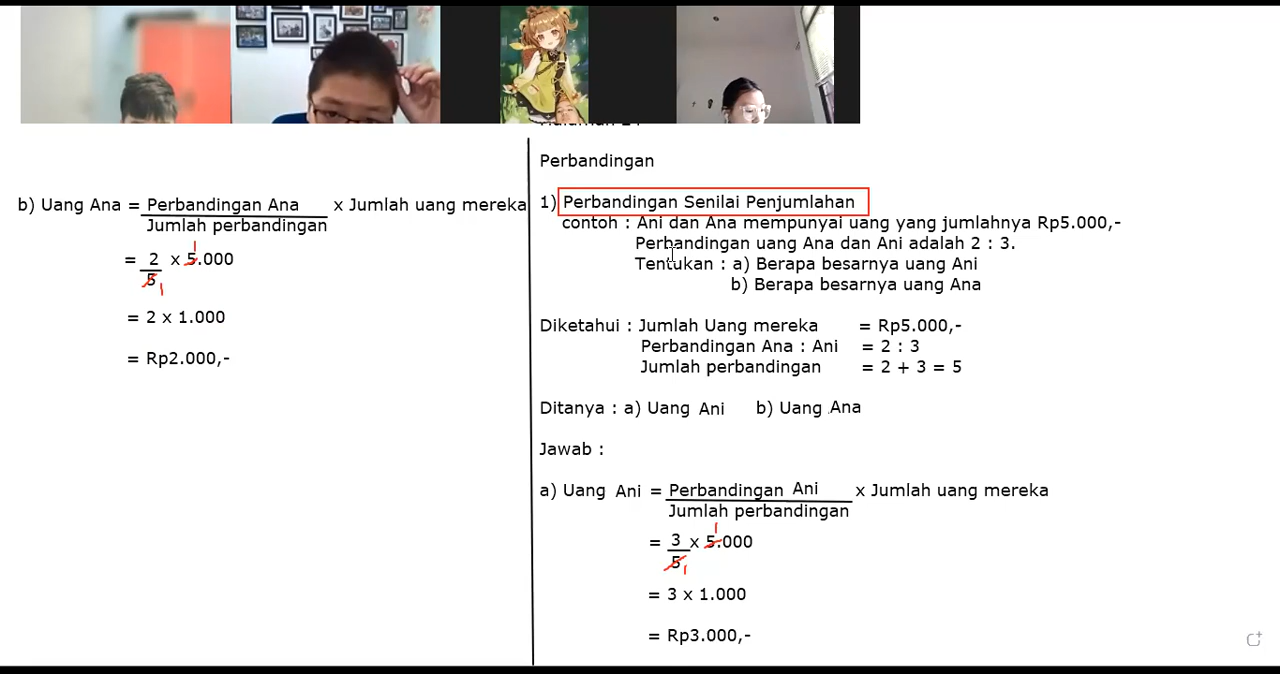 Perbandingan
1) Perbandingan Senilai Penjumlahan
contoh : Ani dan Ana mempunyai uang yang jumlahnya Rp5.000,-
Perbandingan uang Ana dan Ani adalah 2 : 3.
Tentukan : a) Berapa besarnya uang Ani
b) Berapa besarnya uang Ana
Diketahui : Jumlah Uang mereka = Rp5.000,-
Perbandingan Ana : Ani = 2 : 3
Jumlah perbandingan = 2 + 3 = 5
Ditanya : a) Uang Ani b) Uang Ana
Jawab :
a) Uang Ani = Perbandingan Ani x Jumlah uang mereka
Jumlah perbandingan
1
= 3 x 5.000
5 1
= 3 x 1.000
= Rp3.000,-
b) Uang Ana = Perbandingan Ana x Jumlah uang mereka
Jumlah perbandingan
1
= 2 x 5.000
5 1
= 2 x 1.000
= Rp2.000,-